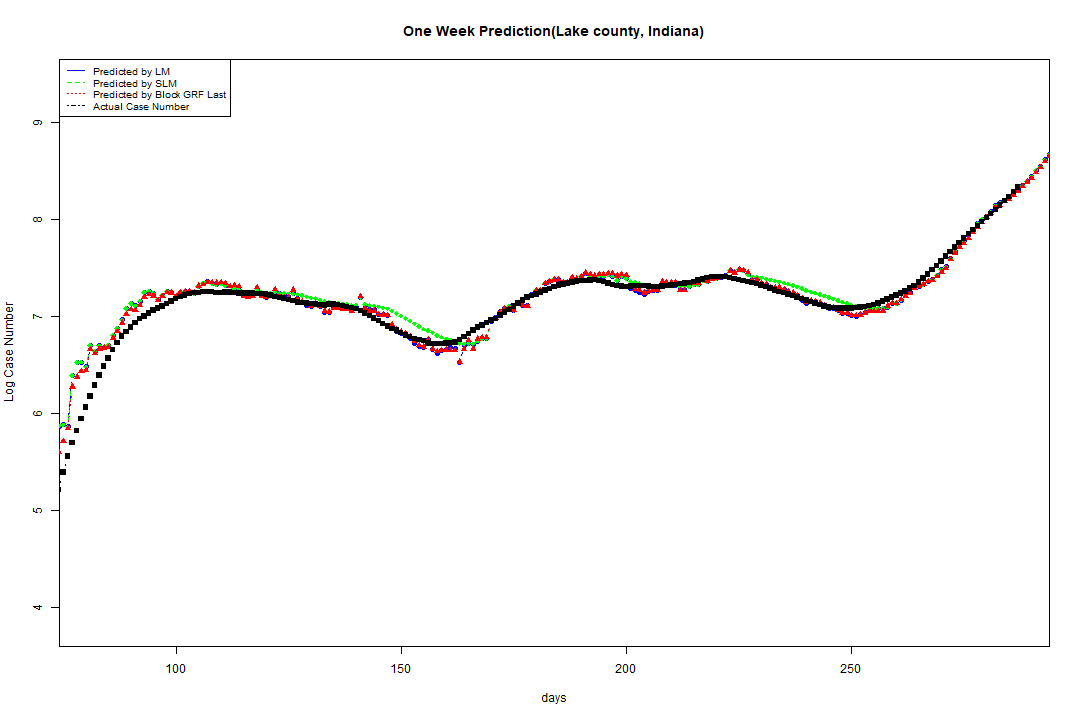 One Week Prediction(Lake county, Indiana)
Predicted by LM
Predicted by SLM
Predicted by Block GRF Last
Actual Case Number
9
8
7
6
5
4
Log Case Number
100 150 200 250
days